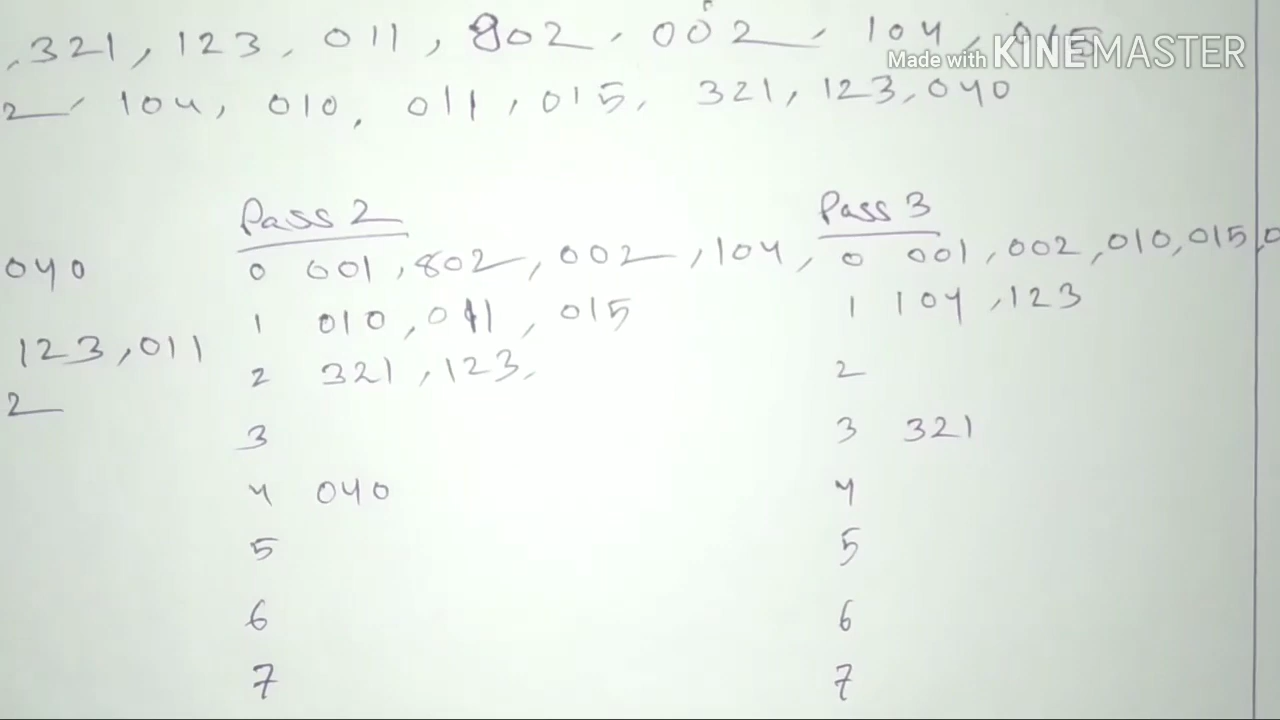 , 321, 123, 011, 802, 002, 104, 015
Made with KINEMASTER
2, 104, 010, 011, 015, 321, 123, 040
Pass 2
Pass 3
040
0 001, 802, 002, 104,
0 001, 002, 010, 015, 0
1 010, 011, 015
1 104, 123
123, 011
2 321, 123,
2
2
3
3 321
4 040
4
5
5
6
6
7
7